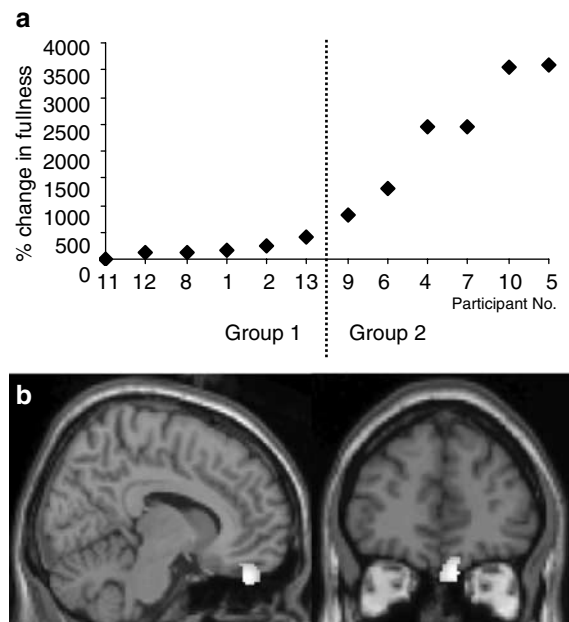 a
% change in fullness
4000
3500
3000
2500
2000
1500
1000
500
0
11 12 8 1 2 13 9 6 4 7 10 5
Participant No.
Group 1 Group 2
b